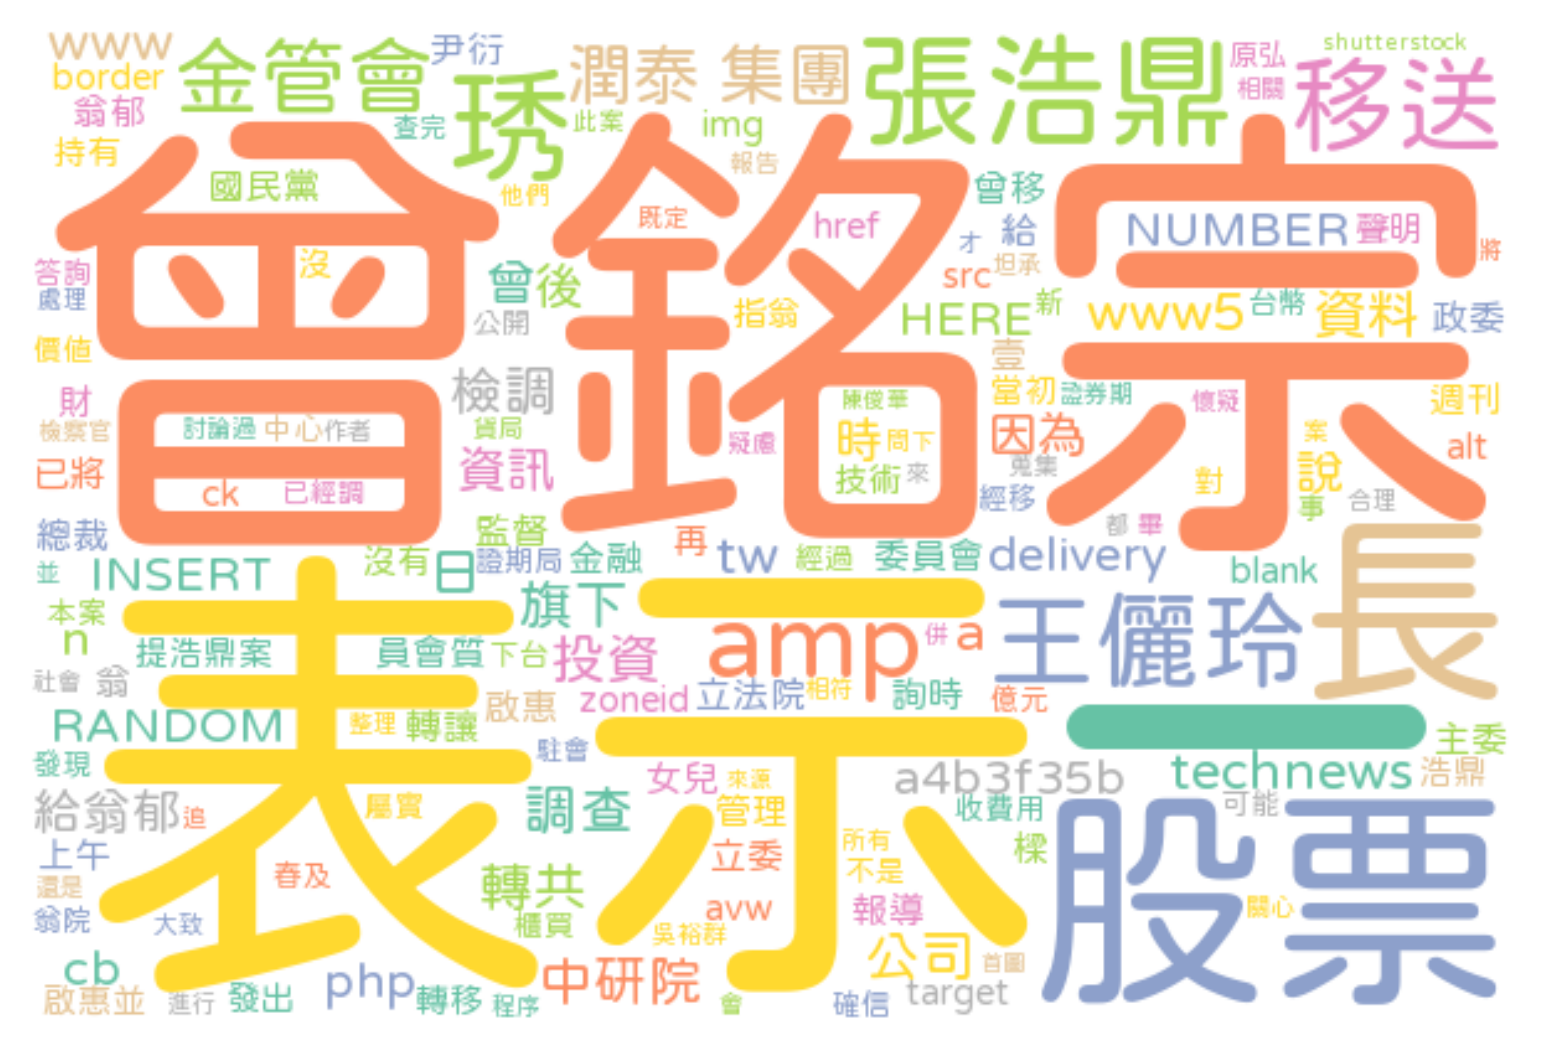 www 金管會 尹衍 潤泰 集團 張浩鼎 原弘 shutterstock
border 琇 相關 移送
翁郁 查完 此案 img
持有 報告
國民黨 他們 曾移
曾銘宗
既定 href 給 NUMBER 聲明
答詢 沒 才 將
處理 曾後 src 坦承
公開 指翁 HERE 新 www5 台幣 資料 政委
價值 壹
財 檢調 陳俊華 當初 證券期 懷疑 週刊
檢察官 討論過 中心 作者 貸局 疑慮 時 問下 因為 案 alt
已將 資訊 技術 來 蒐集 對 說
ck 已經調 經移 事 合理
總裁 監督 再 都 畢
並 INSERT 沒有 日 證期局 金融 tw 經過 委員會 delivery blank 長
本案 旗下 一
n 提浩鼎案 員會質 下台 投資 amp 併 a 王儷玲
社會 翁 zoneid 立法院 相符 詢時 億元
表示
RANDOM 整理 轉讓 啟惠 一 主委
發現 駐會 女兒 來源 a4b3f35b technews 浩鼎
給翁郁 追 屬實 調查 管理 收費用 可能
上午 立委 所有 樑 股票
還是 春及 轉共 不是
翁院 大致 櫃買 avw 報導 關心
吳裕群
cb php 中研院 公司 首圖
啟惠並 進行 發出 轉移 程序 會 確信 target